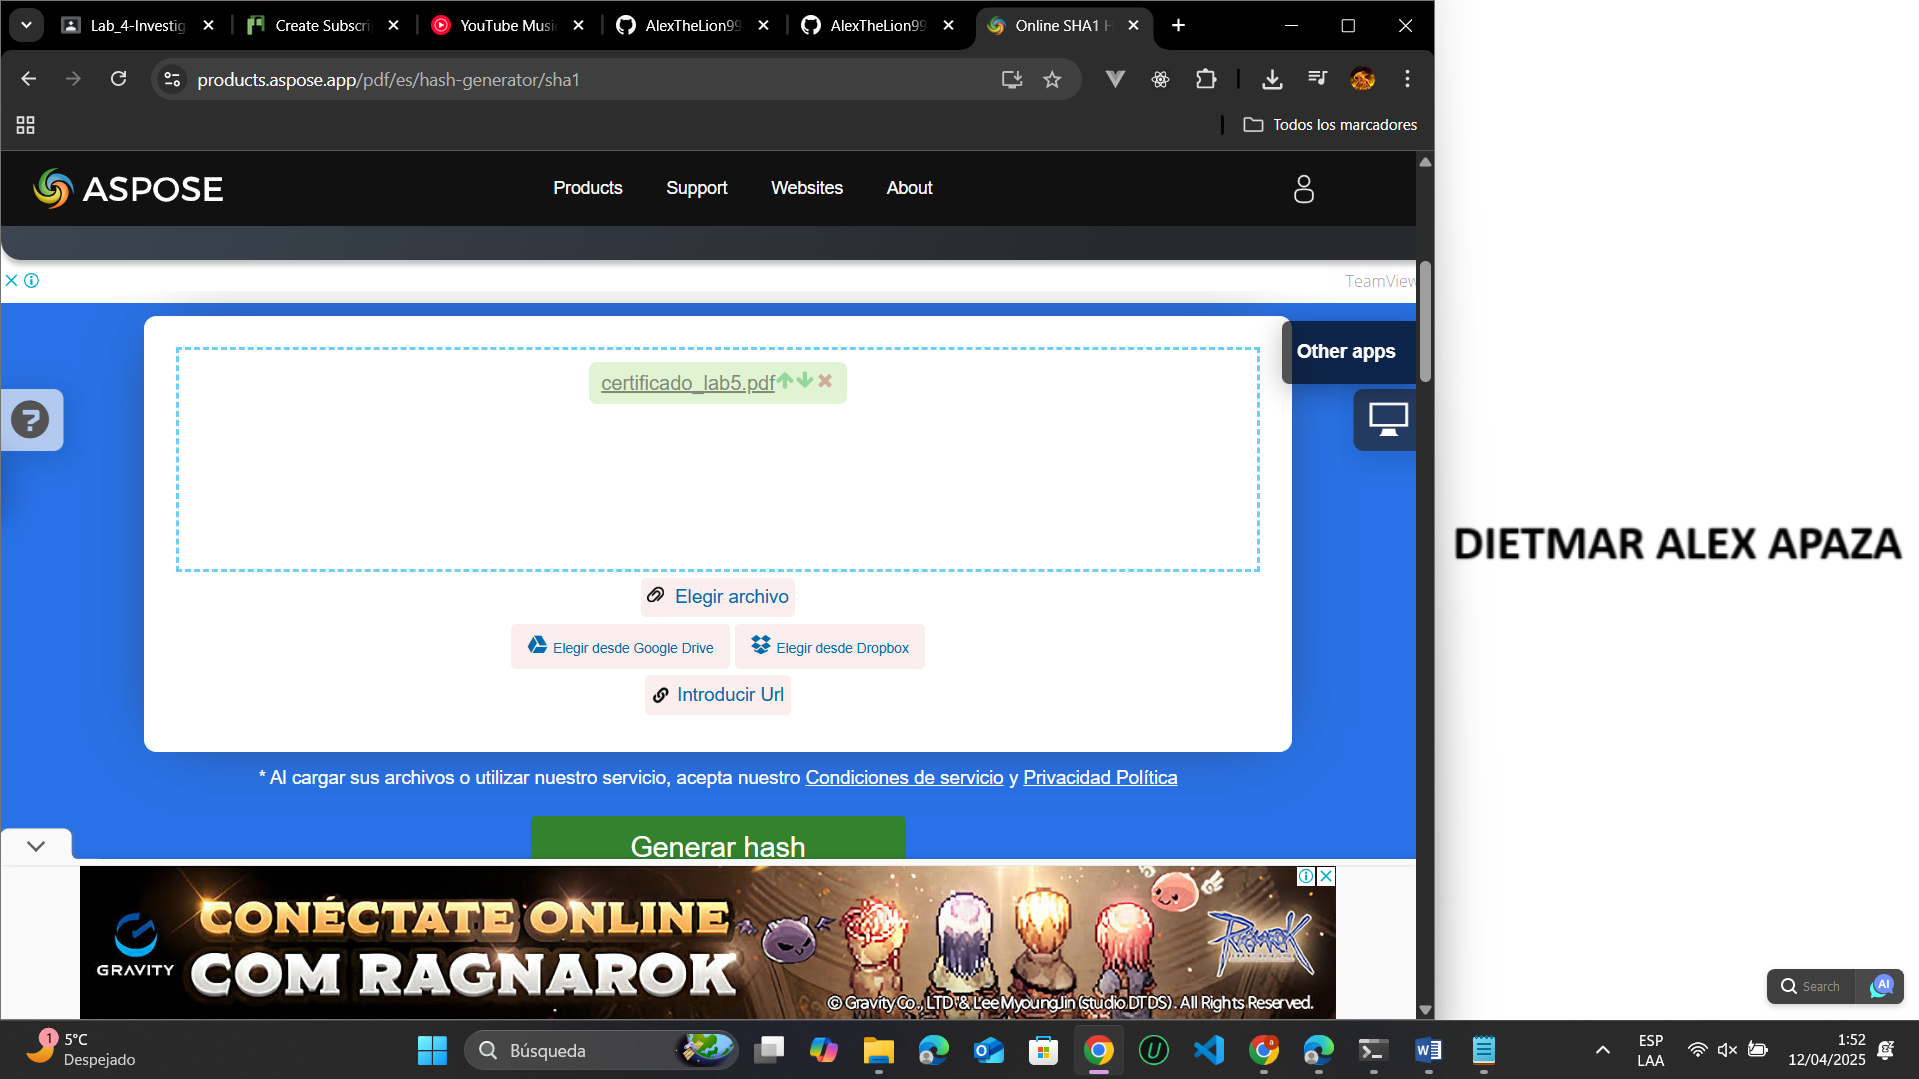 Lab_4-Investig
Create Subscri
YouTube Musi
AlexTheLion99
AlexTheLion99
Online SHA1 H
products.aspose.app/pdf/es/hash-generator/sha1
Todos los marcadores
ASPOSE
Products
Support
Websites
About
TeamView
Other apps
certificado_lab5.pdf
Elegir archivo
Elegir desde Google Drive
Elegir desde Dropbox
Introducir Url
* Al cargar sus archivos o utilizar nuestro servicio, acepta nuestro Condiciones de servicio y Privacidad Política
Generar hash
DIETMAR ALEX APAZA
GRAVITY
CONÉCTATE ONLINE
COM RAGNAROK
RAGNAROK
© Gravity Co., LTD & Lee MyoungJin (studio DTDS). All Rights Reserved.
Search
AI
1
5°C
Despejado
Búsqueda
ESP
LAA
1:52
12/04/2025